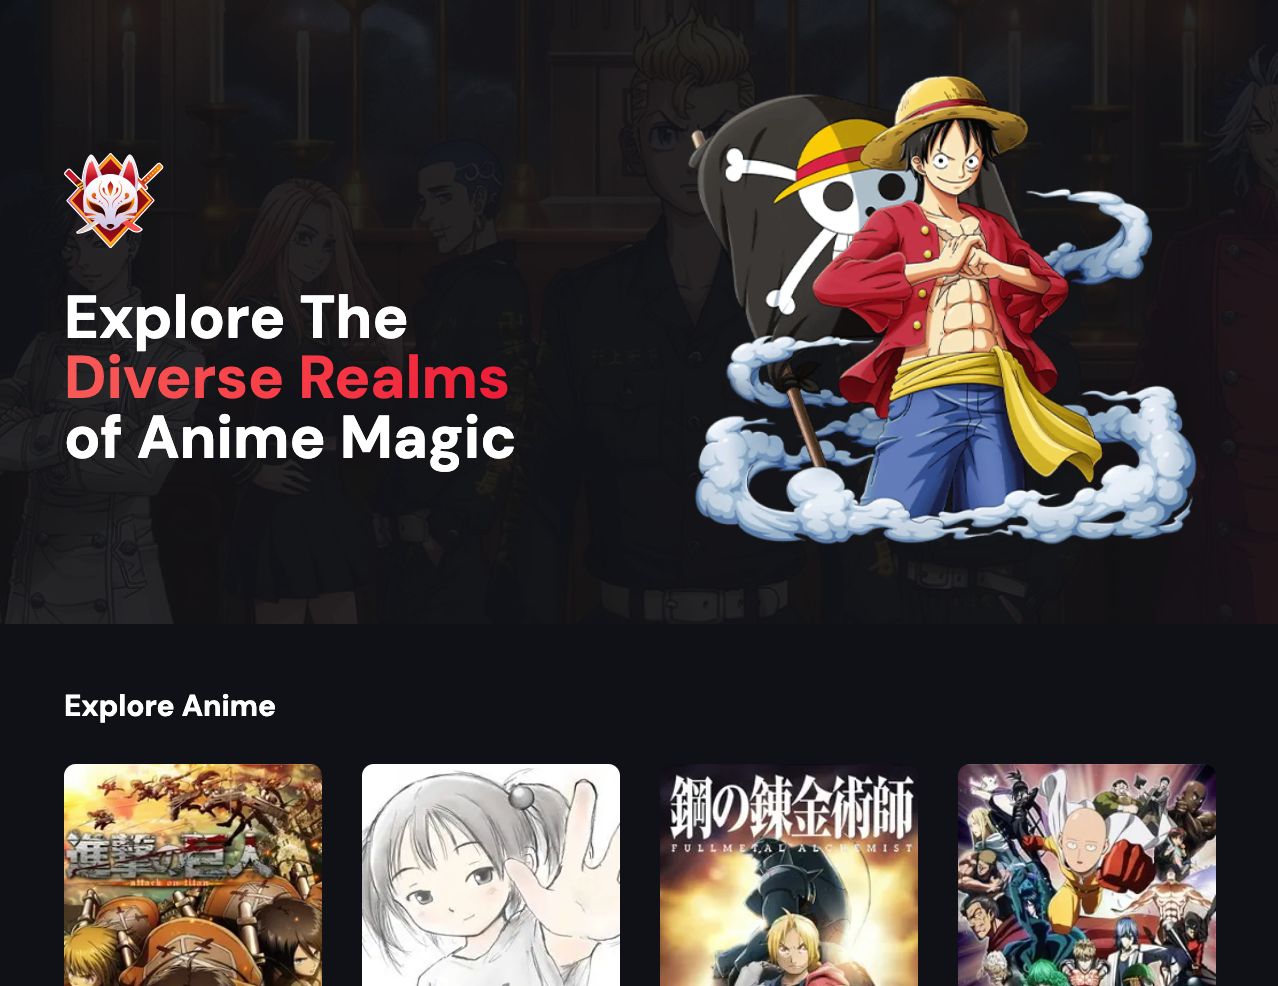 Explore The
Diverse Realms
of Anime Magic
Explore Anime
進撃の巨人
attack on titan
鋼の錬金術師
FULLMETAL ALCHEMIST